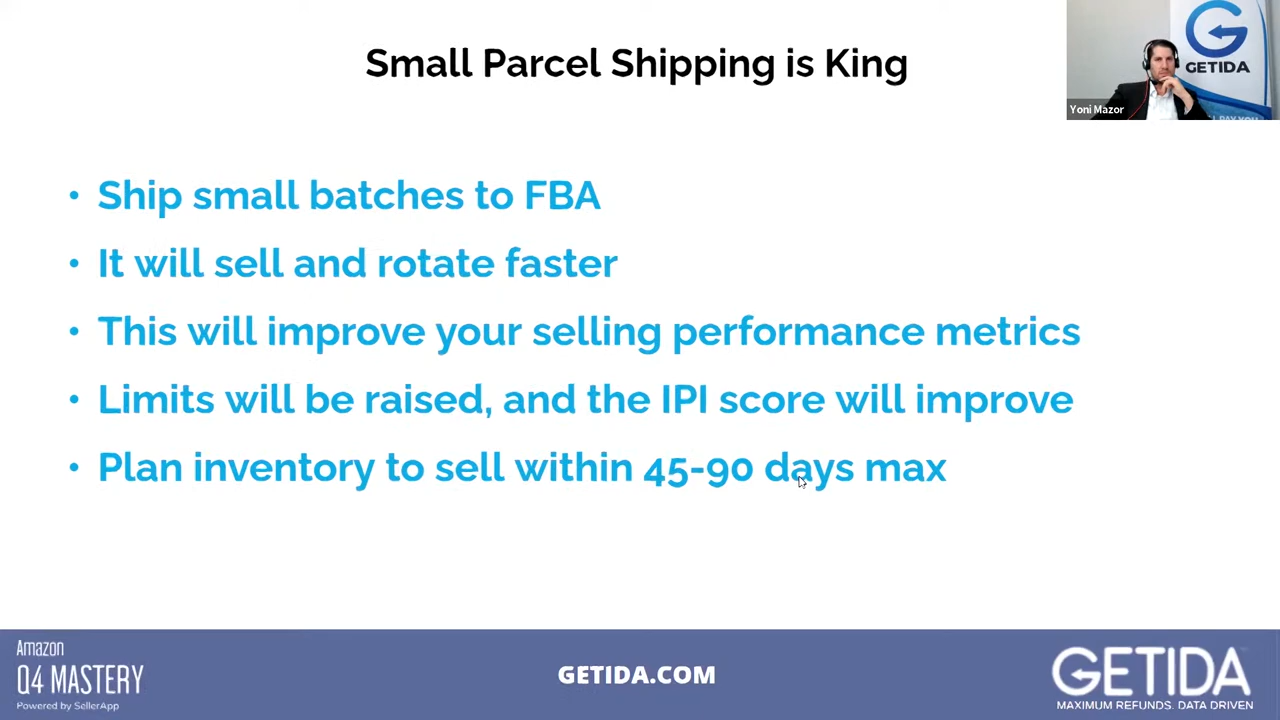 Small Parcel Shipping is King
GETIDA
Yoni Mazor
• Ship small batches to FBA
• It will sell and rotate faster
• This will improve your selling performance metrics
• Limits will be raised, and the IPI score will improve
• Plan inventory to sell within 45-90 days max
Amazon
Q4 MASTERY
Powered by SellerApp
GETIDA.COM
GETIDA
MAXIMUM REFUNDS. DATA DRIVEN